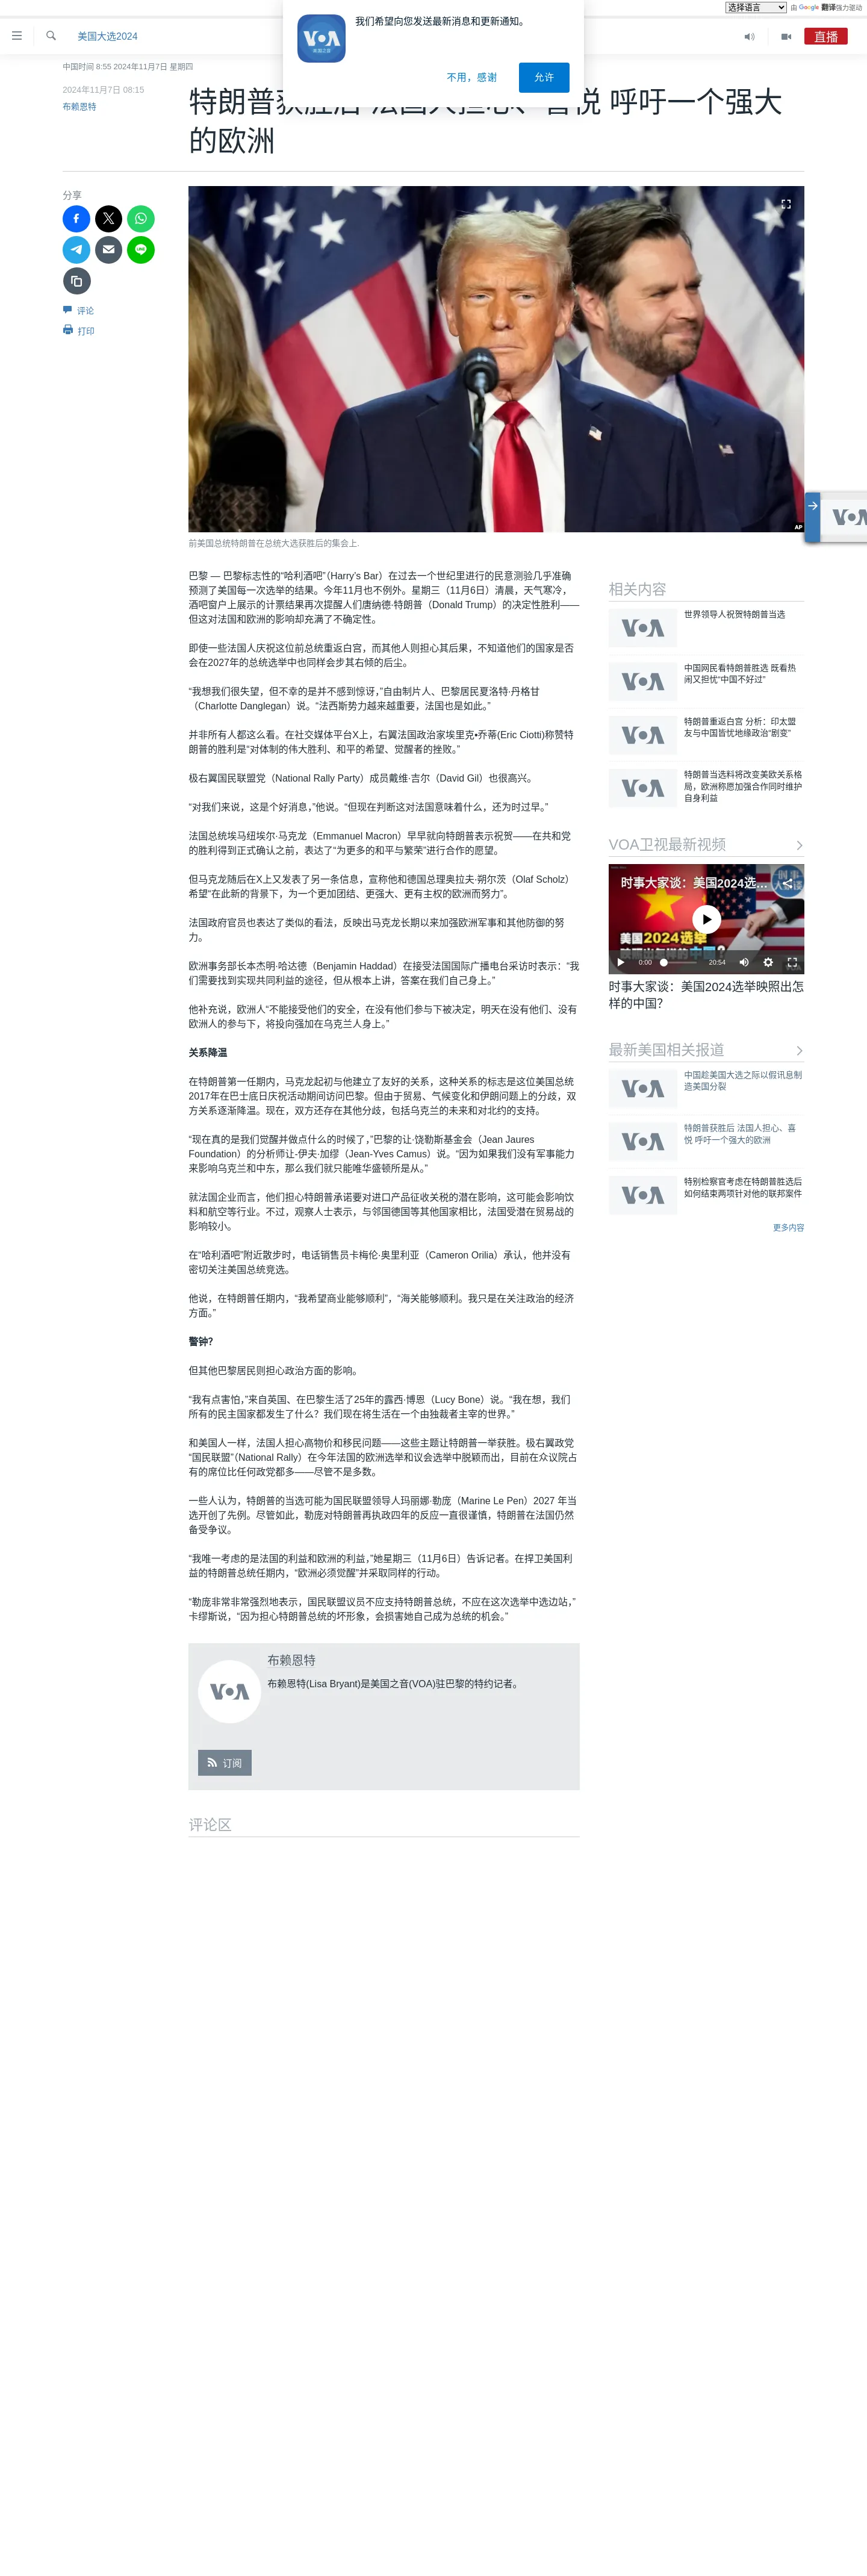 选择语言 由 Google 翻译强力驱动
我们希望向您发送最新消息和更新通知。
VOA
美国之音
不用，感谢
允许
美国大选2024
直播
中国时间 8:55 2024年11月7日 星期四
2024年11月7日 08:15
布赖恩特
特朗普获胜后 法国人担心、喜悦 呼吁一个强大
的欧洲
分享
LINE
评论
打印
AP
前美国总统特朗普在总统大选获胜后的集会上.
巴黎 — 巴黎标志性的“哈利酒吧”（Harry’s Bar）在过去一个世纪里进行的民意测验几乎准确
预测了美国每一次选举的结果。今年11月也不例外。星期三（11月6日）清晨，天气寒冷，
酒吧窗户上展示的计票结果再次提醒人们唐纳德·特朗普（Donald Trump）的决定性胜利——
但这对法国和欧洲的影响却充满了不确定性。
即使一些法国人庆祝这位前总统重返白宫，而其他人则担心其后果，不知道他们的国家是否
会在2027年的总统选举中也同样会步其右倾的后尘。
“我想我们很失望，但不幸的是并不感到惊讶，”自由制片人、巴黎居民夏洛特·丹格甘
（Charlotte Danglegan）说。“法西斯势力越来越重要，法国也是如此。”
并非所有人都这么看。在社交媒体平台X上，右翼法国政治家埃里克•乔蒂(Eric Ciotti)称赞特
朗普的胜利是“对体制的伟大胜利、和平的希望、觉醒者的挫败。”
极右翼国民联盟党（National Rally Party）成员戴维·吉尔（David Gil）也很高兴。
“对我们来说，这是个好消息，”他说。“但现在判断这对法国意味着什么，还为时过早。”
法国总统埃马纽埃尔·马克龙（Emmanuel Macron）早早就向特朗普表示祝贺——在共和党
的胜利得到正式确认之前，表达了“为更多的和平与繁荣”进行合作的愿望。
但马克龙随后在X上又发表了另一条信息，宣称他和德国总理奥拉夫·朔尔茨（Olaf Scholz）
希望“在此新的背景下，为一个更加团结、更强大、更有主权的欧洲而努力”。
法国政府官员也表达了类似的看法，反映出马克龙长期以来加强欧洲军事和其他防御的努
力。
欧洲事务部长本杰明·哈达德（Benjamin Haddad）在接受法国国际广播电台采访时表示：“我
们需要找到实现共同利益的途径，但从根本上讲，答案在我们自己身上。”
他补充说，欧洲人“不能接受他们的安全，在没有他们参与下被决定，明天在没有他们、没有
欧洲人的参与下，将投向强加在乌克兰人身上。”
关系降温
在特朗普第一任期内，马克龙起初与他建立了友好的关系，这种关系的标志是这位美国总统
2017年在巴士底日庆祝活动期间访问巴黎。但由于贸易、气候变化和伊朗问题上的分歧，双
方关系逐渐降温。现在，双方还存在其他分歧，包括乌克兰的未来和对北约的支持。
“现在真的是我们觉醒并做点什么的时候了，”巴黎的让·饶勒斯基金会（Jean Jaures
Foundation）的分析师让-伊夫·加缪（Jean-Yves Camus）说。“因为如果我们没有军事能力
来影响乌克兰和中东，那么我们就只能唯华盛顿所是从。”
就法国企业而言，他们担心特朗普承诺要对进口产品征收关税的潜在影响，这可能会影响饮
料和航空等行业。不过，观察人士表示，与邻国德国等其他国家相比，法国受潜在贸易战的
影响较小。
在“哈利酒吧”附近散步时，电话销售员卡梅伦·奥里利亚（Cameron Orilia）承认，他并没有
密切关注美国总统竞选。
他说，在特朗普任期内，“我希望商业能够顺利”，“海关能够顺利。我只是在关注政治的经济
方面。”
警钟？
但其他巴黎居民则担心政治方面的影响。
“我有点害怕，”来自英国、在巴黎生活了25年的露西·博恩（Lucy Bone）说。“我在想，我们
所有的民主国家都发生了什么？我们现在将生活在一个由独裁者主宰的世界。”
和美国人一样，法国人担心高物价和移民问题——这些主题让特朗普一举获胜。极右翼政党
“国民联盟”（National Rally）在今年法国的欧洲选举和议会选举中脱颖而出，目前在众议院占
有的席位比任何政党都多——尽管不是多数。
一些人认为，特朗普的当选可能为国民联盟领导人玛丽娜·勒庞（Marine Le Pen）2027 年当
选开创了先例。尽管如此，勒庞对特朗普再执政四年的反应一直很谨慎，特朗普在法国仍然
备受争议。
“我唯一考虑的是法国的利益和欧洲的利益，”她星期三（11月6日）告诉记者。在捍卫美国利
益的特朗普总统任期内，“欧洲必须觉醒”并采取同样的行动。
“勒庞非常非常强烈地表示，国民联盟议员不应支持特朗普总统，不应在这次选举中选边站，”
卡缪斯说，“因为担心特朗普总统的坏形象，会损害她自己成为总统的机会。”
VOA
布赖恩特
布赖恩特(Lisa Bryant)是美国之音(VOA)驻巴黎的特约记者。
订阅
评论区
VOA
相关内容
VOA
世界领导人祝贺特朗普当选
VOA
中国网民看特朗普胜选 既看热
闹又担忧“中国不好过”
VOA
特朗普重返白宫 分析：印太盟
友与中国皆忧地缘政治“剧变”
VOA
特朗普当选料将改变美欧关系格
局，欧洲称愿加强合作同时维护
自身利益
VOA卫视最新视频
时事大家谈：美国2024选…
美国2024选举
0:00
20:54
时事大家谈：美国2024选举映照出怎
样的中国？
最新美国相关报道
VOA
中国趁美国大选之际以假讯息制
造美国分裂
VOA
特朗普获胜后 法国人担心、喜
悦 呼吁一个强大的欧洲
VOA
特别检察官考虑在特朗普胜选后
如何结束两项针对他的联邦案件
更多内容